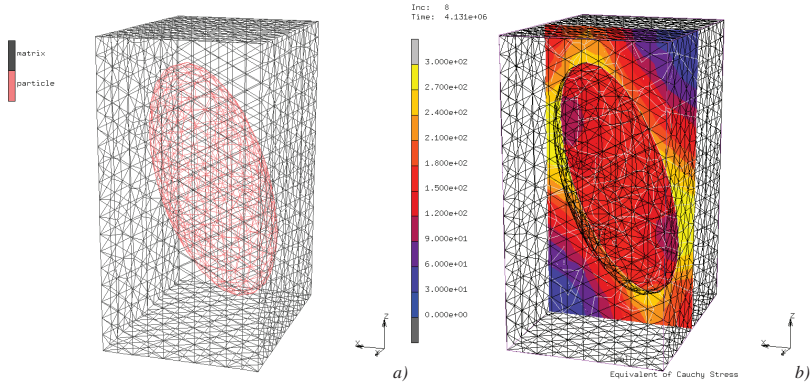 matrix
particle
Z
X
a)
Inc: 8
Time: 4.131e+06
3.000e+02
2.700e+02
2.400e+02
2.100e+02
1.800e+02
1.500e+02
1.200e+02
9.000e+01
6.000e+01
3.000e+01
0.000e+00
Z
X
Equivalent of Cauchy Stress
b)